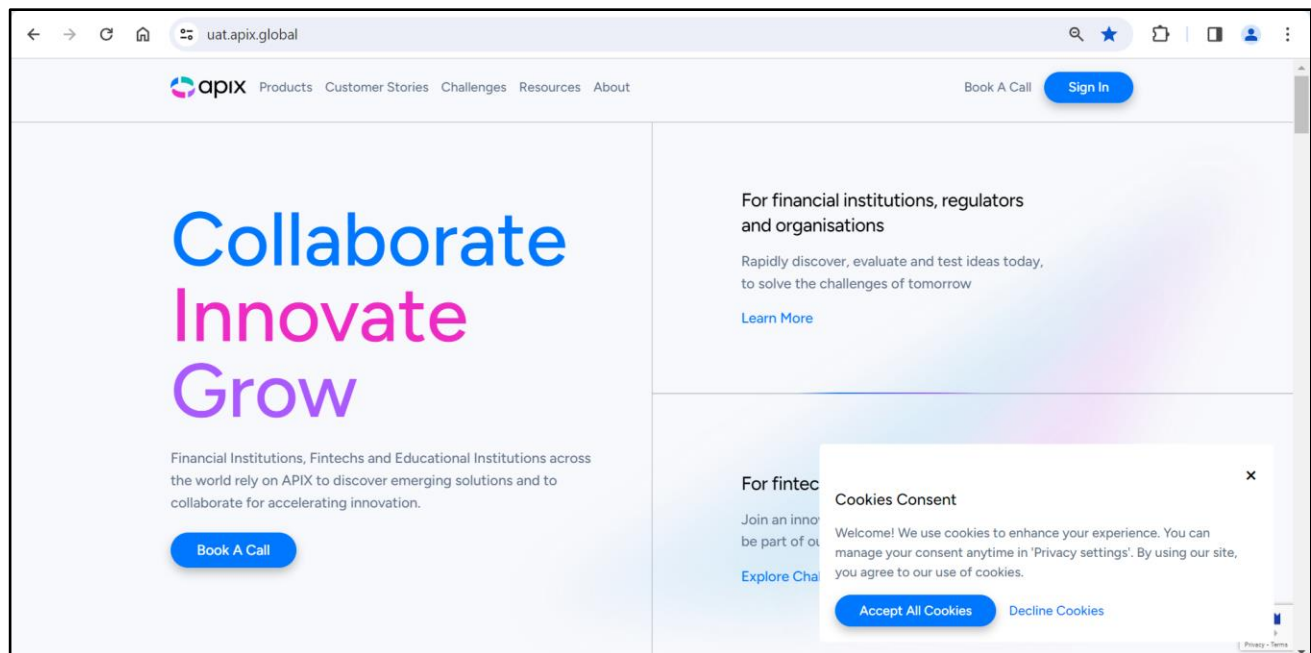 uat.apix.global
apix Products Customer Stories Challenges Resources About Book A Call Sign In
Collaborate
Innovate
Grow
Financial Institutions, Fintechs and Educational Institutions across
the world rely on APIX to discover emerging solutions and to
collaborate for accelerating innovation.
Book A Call
For financial institutions, regulators
and organisations
Rapidly discover, evaluate and test ideas today,
to solve the challenges of tomorrow
Learn More
For fintec
Join an inno
be part of ou
Explore Cha
Cookies Consent
Welcome! We use cookies to enhance your experience. You can
manage your consent anytime in 'Privacy settings'. By using our site,
you agree to our use of cookies.
Accept All Cookies Decline Cookies
Privacy - Terms